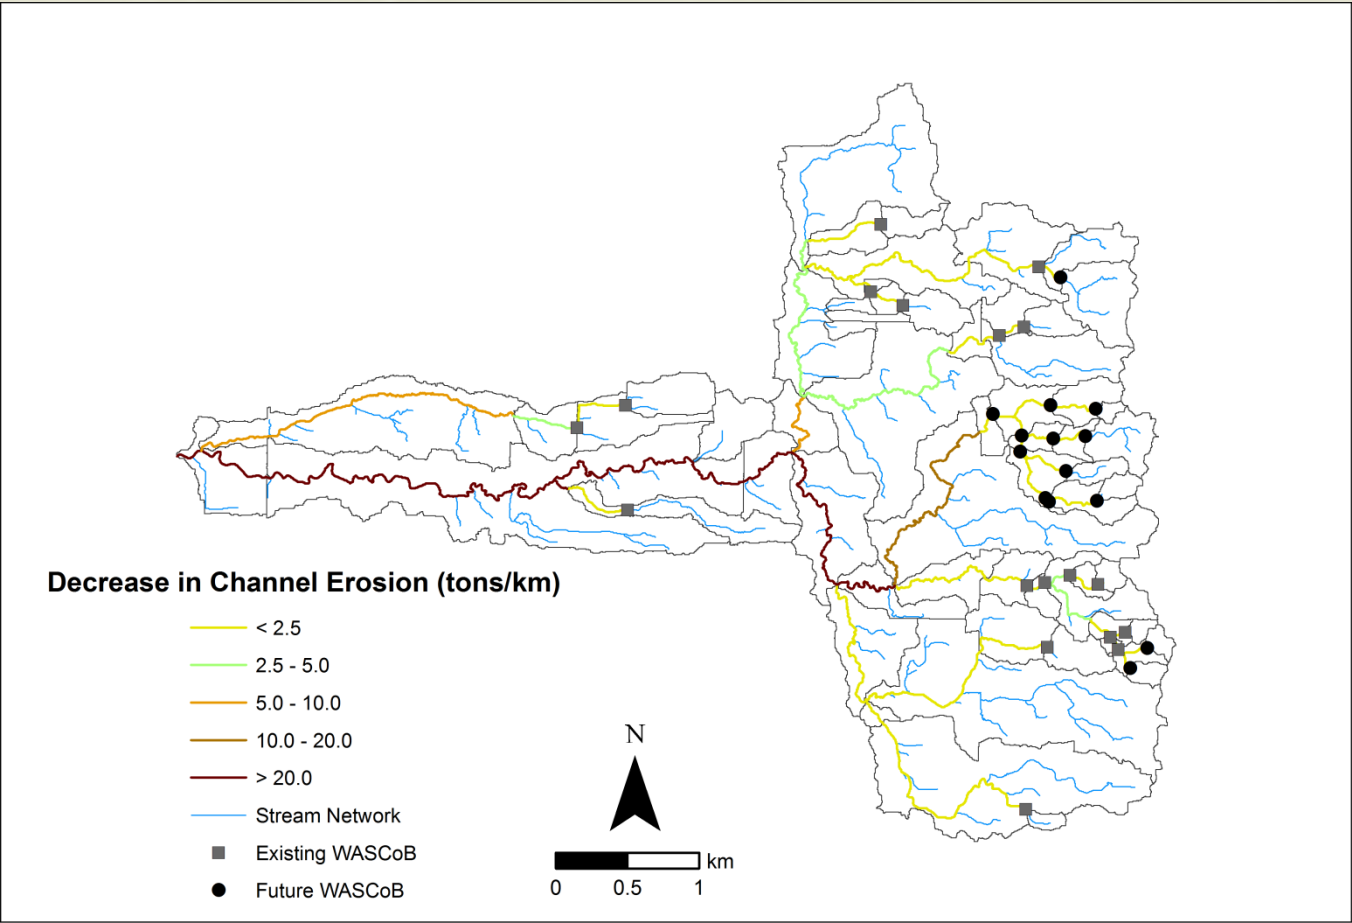 Decrease in Channel Erosion (tons/km)
< 2.5
2.5 - 5.0
5.0 - 10.0
10.0 - 20.0
> 20.0
Stream Network
Existing WASCoB
Future WASCoB
N
km
0 0.5 1